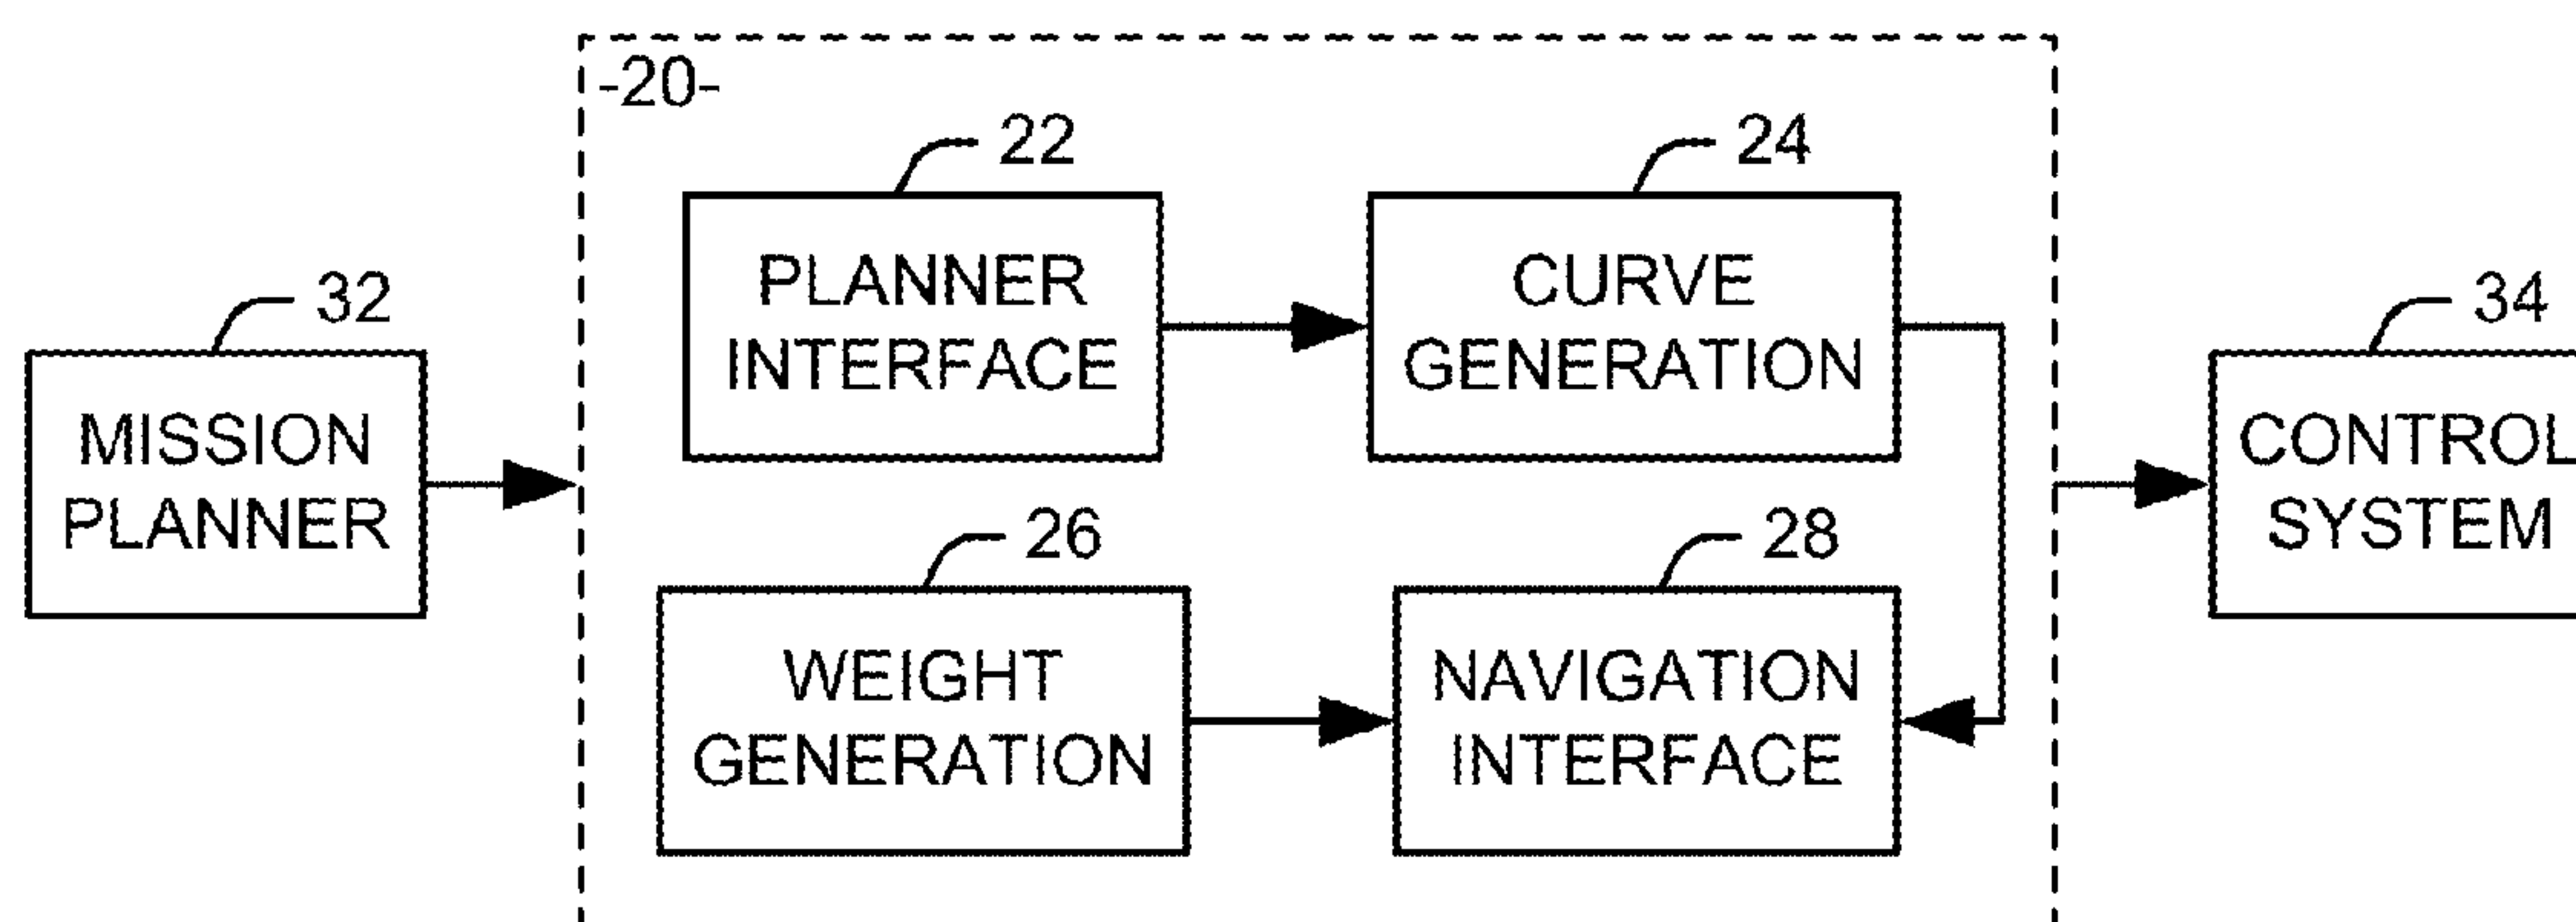 -20-
22
24
PLANNER
INTERFACE
CURVE
GENERATION
32
MISSION
PLANNER
34
CONTROL
SYSTEM
26
28
WEIGHT
GENERATION
NAVIGATION
INTERFACE